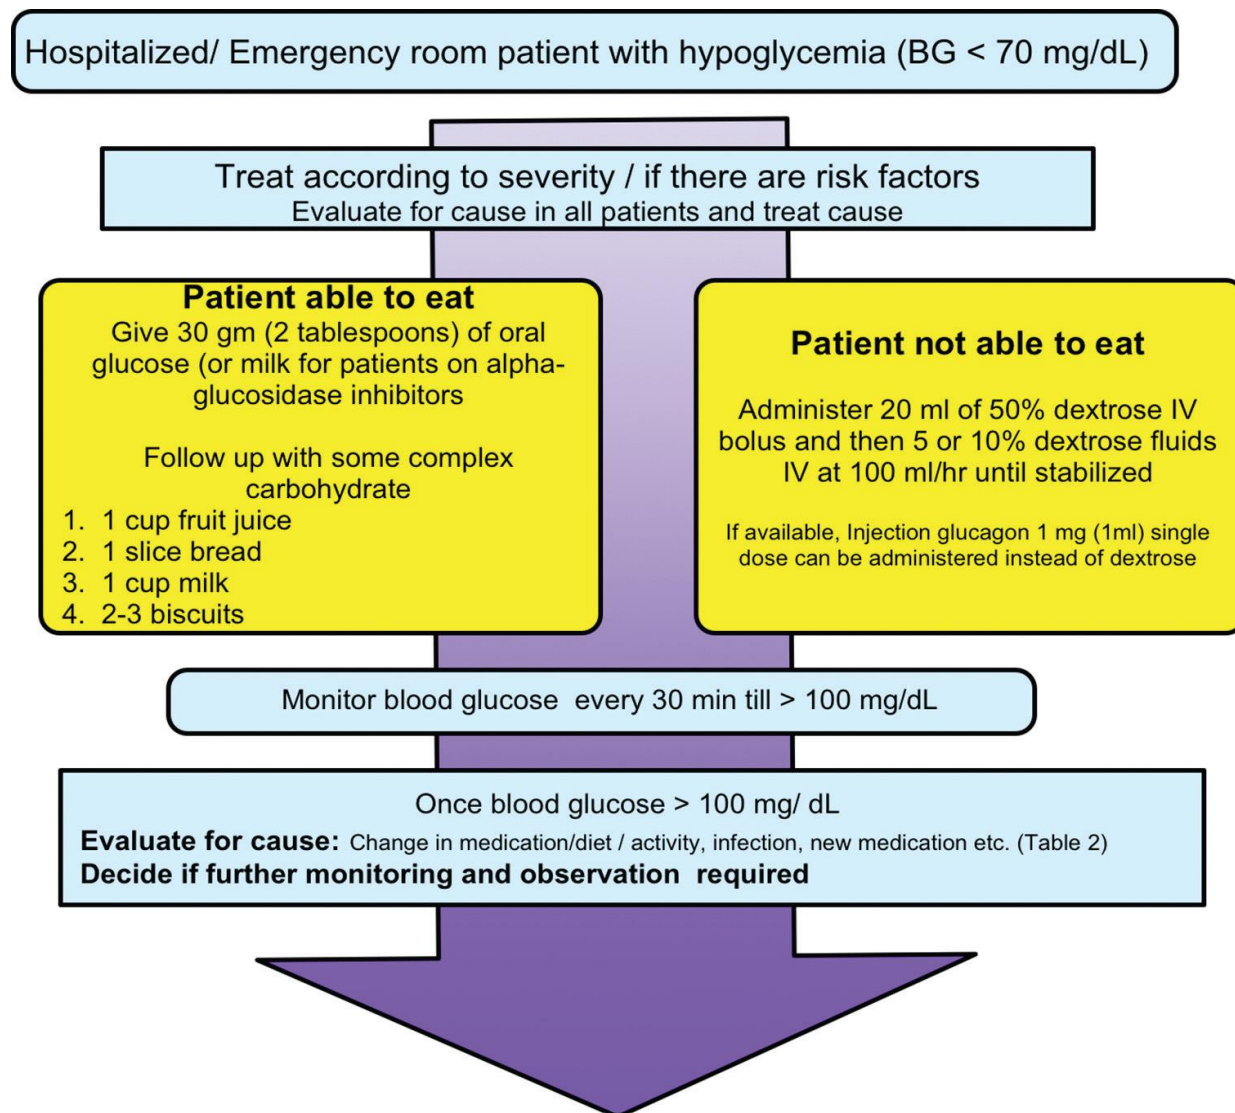 Hospitalized/ Emergency room patient with hypoglycemia (BG < 70 mg/dL)
Treat according to severity / if there are risk factors
Evaluate for cause in all patients and treat cause
Patient able to eat
Give 30 gm (2 tablespoons) of oral
glucose (or milk for patients on alpha-
glucosidase inhibitors
Follow up with some complex
carbohydrate
1. 1 cup fruit juice
2. 1 slice bread
3. 1 cup milk
4. 2-3 biscuits
Patient not able to eat
Administer 20 ml of 50% dextrose IV
bolus and then 5 or 10% dextrose fluids
IV at 100 ml/hr until stabilized
If available, Injection glucagon 1 mg (1ml) single
dose can be administered instead of dextrose
Monitor blood glucose every 30 min till > 100 mg/dL
Once blood glucose > 100 mg/ dL
Evaluate for cause: Change in medication/diet / activity, infection, new medication etc. (Table 2)
Decide if further monitoring and observation required